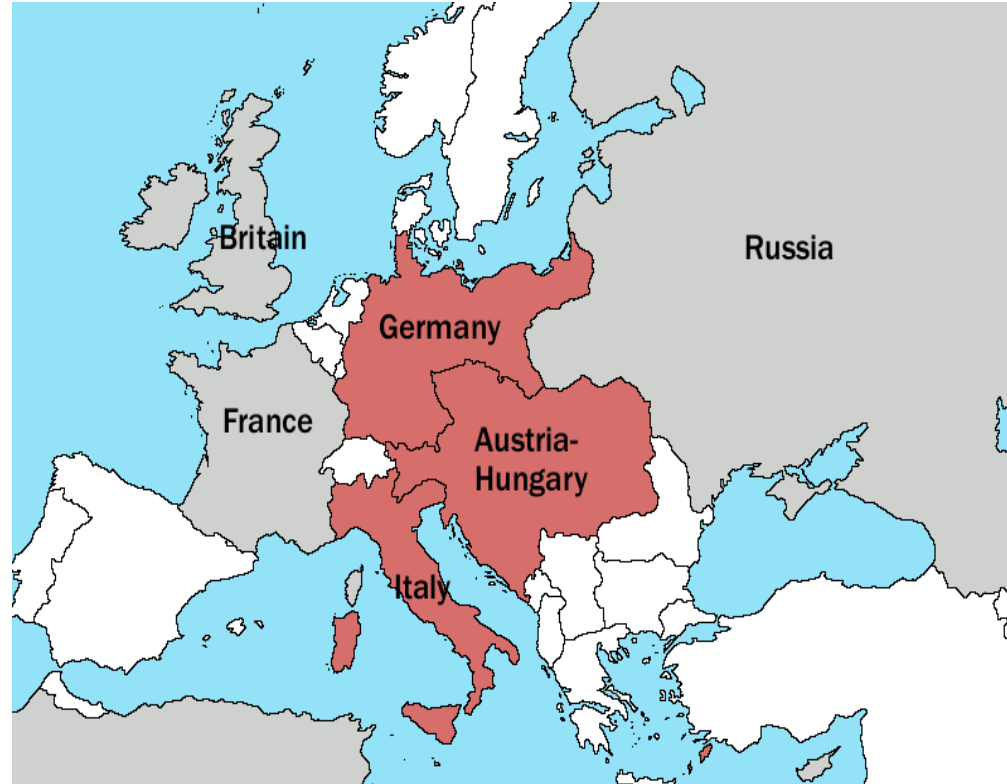 Britain
Russia
Germany
France
Austria-
Hungary
Italy